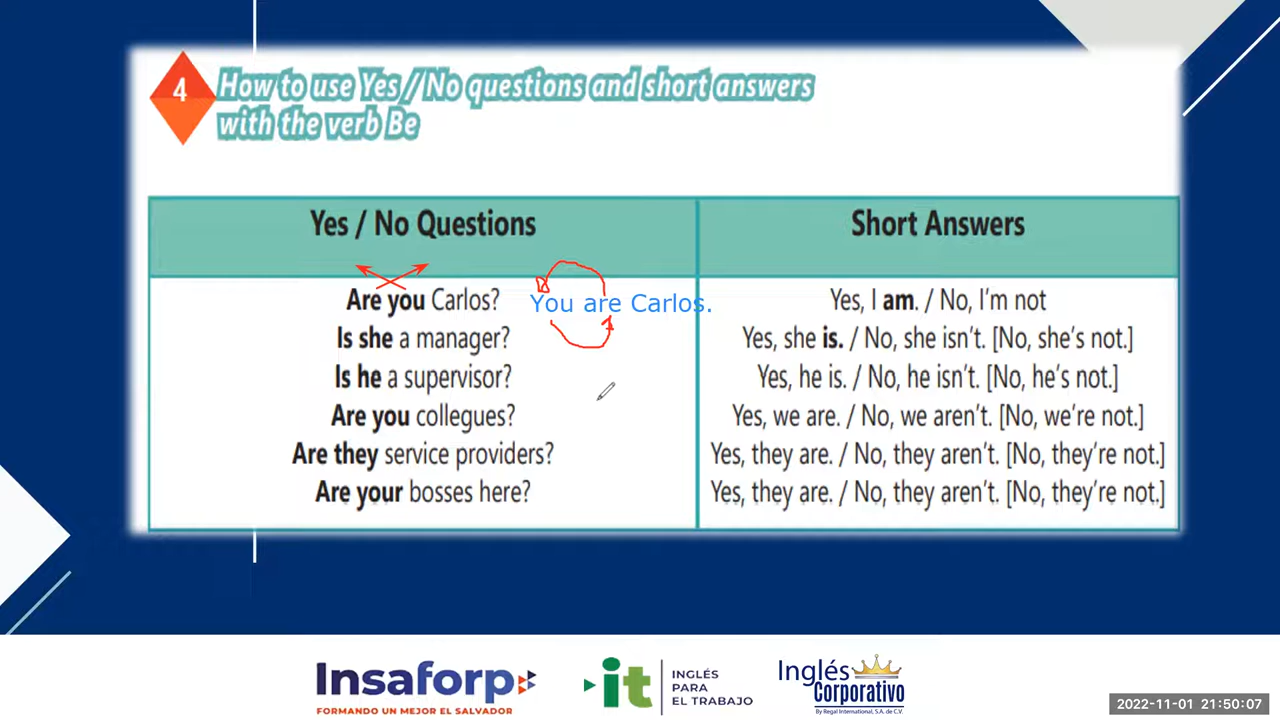 4
How to use Yes / No questions and short answers
with the verb Be
Yes / No Questions
Short Answers
Are you Carlos?
You are Carlos.
Yes, I am. / No, I'm not
Is she a manager?
Yes, she is. / No, she isn't. [No, she's not.]
Is he a supervisor?
Yes, he is. / No, he isn't. [No, he's not.]
Are you collegues?
Yes, we are. / No, we aren't. [No, we're not.]
Are they service providers?
Yes, they are. / No, they aren't. [No, they're not.]
Are your bosses here?
Yes, they are. / No, they aren't. [No, they're not.]
Insaforp
FORMANDO UN MEJOR EL SALVADOR
it
INGLÉS
PARA
EL TRABAJO
Inglés
Corporativo
By Regal International, S.A. de C.V.
2022-11-01 21:50:07